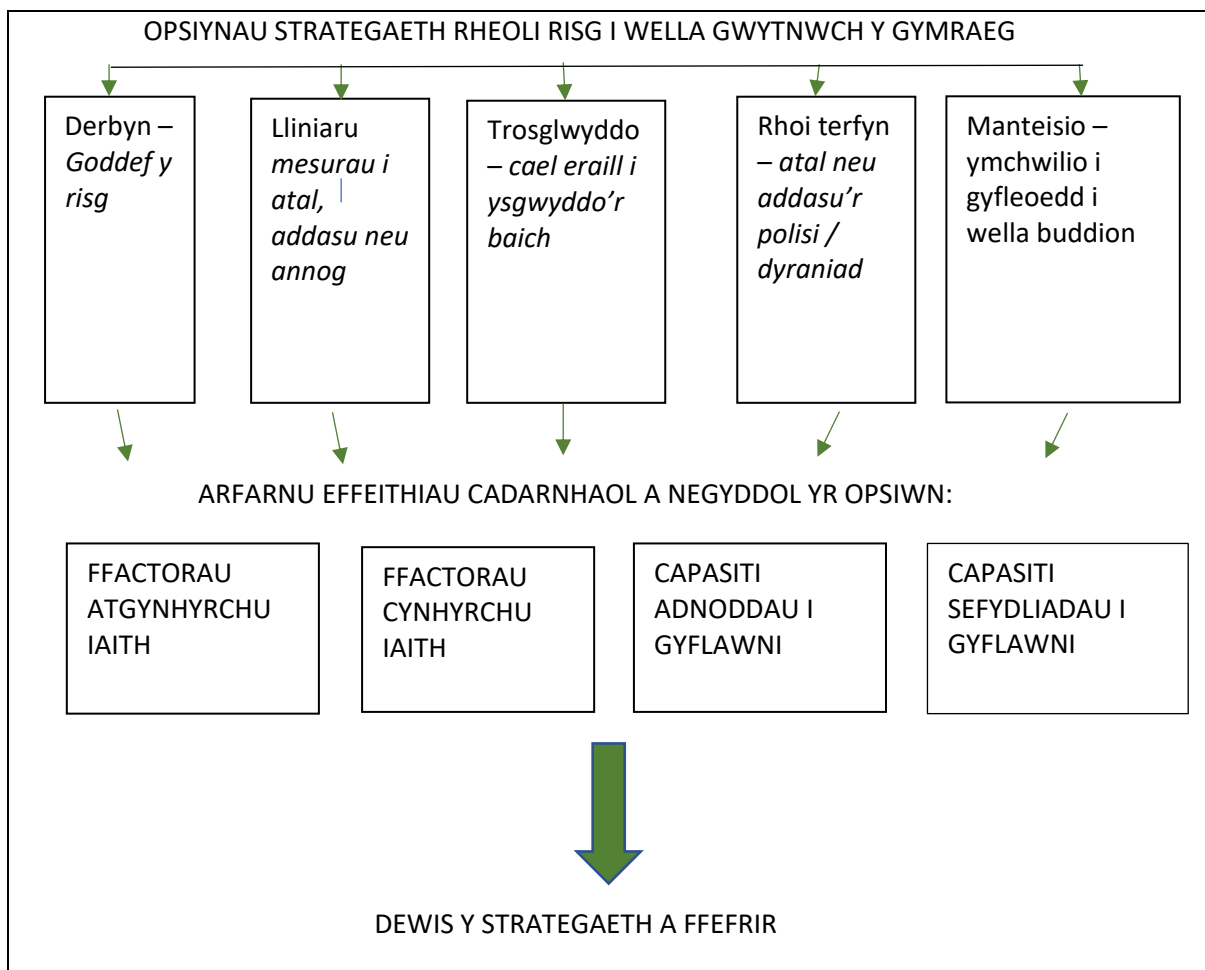 OPSIYNAU STRATEGAETH RHEOLI RISG I WELLA GWYTNWCH Y GYMRAEG
Derbyn –
Goddef y
risg
Lliniaru
mesurau i
atal,
addasu neu
annog
Trosglwyddo
– cael eraill i
ysgwyddo’r
baich
Rhoi terfyn
– atal neu
addasu’r
polisi /
dyraniad
Manteisio –
ymchwilio i
gyfleoedd i
wella buddion
ARFARNU EFFEITHIAU CADARNHAOL A NEGYDDOL YR OPSIWN:
FFACTORAU
ATGYNHYRCHU
IAITH
FFACTORAU
CYNHYRCHU
IAITH
CAPASITI
ADNODDAU I
GYFLAWNI
CAPASITI
SEFYDLIADAU I
GYFLAWNI
DEWIS Y STRATEGAETH A FFEFRIR